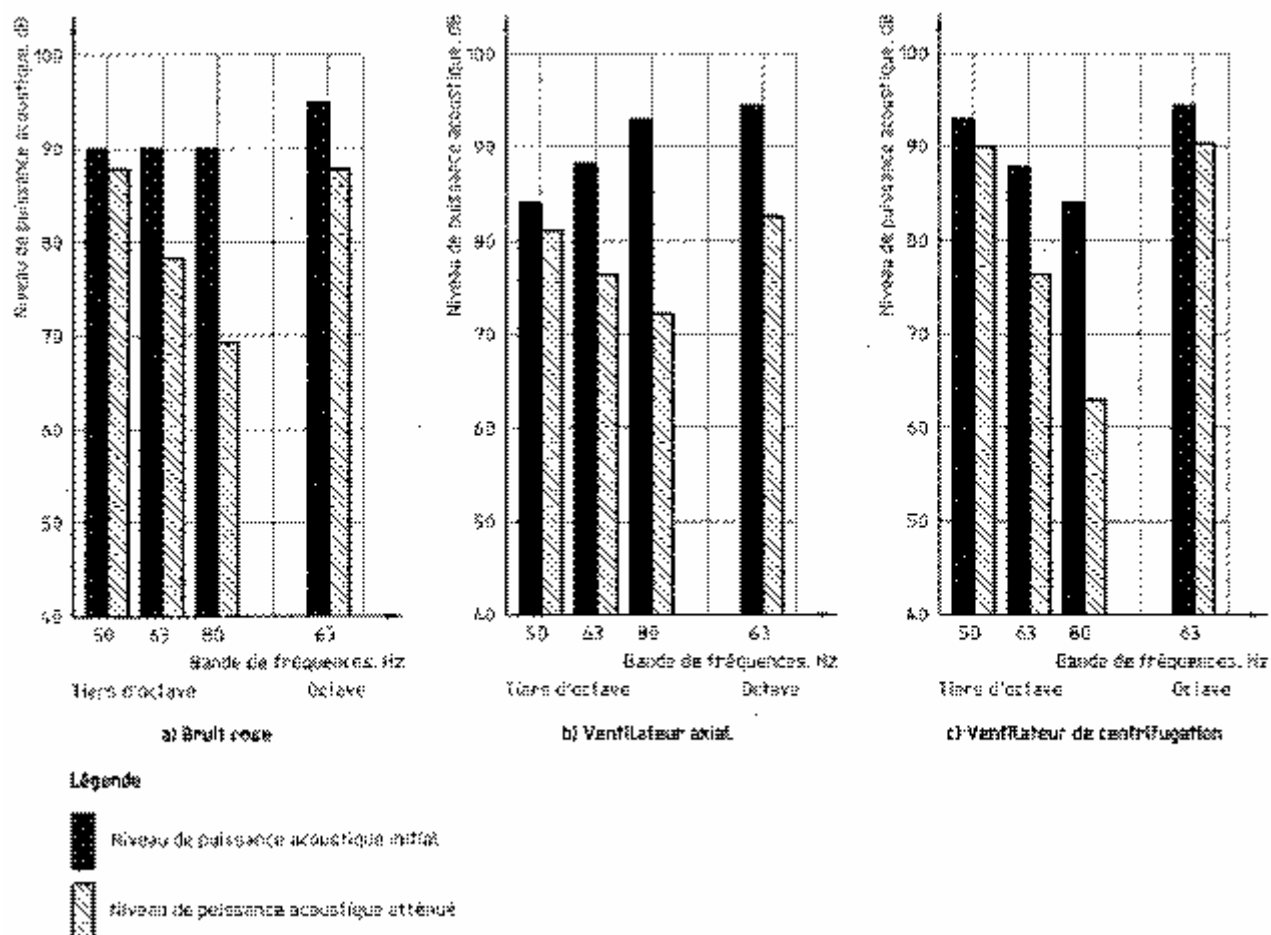 Niveau de puissance acoustique, dB
100
90
80
70
60
50
40
50 63 80 63
Bande de fréquences, Hz
Tiers d'octave Octave
a) Bruit rose
Niveau de puissance acoustique, dB
100
90
80
70
60
50
40
50 63 80 63
Bande de fréquences, Hz
Tiers d'octave Octave
b) Ventilateur axial
Niveau de puissance acoustique, dB
100
90
80
70
60
50
40
50 63 80 63
Bande de fréquences, Hz
Tiers d'octave Octave
c) Ventilateur de centrifugation
Légende
Niveau de puissance acoustique initial
Niveau de puissance acoustique atténué